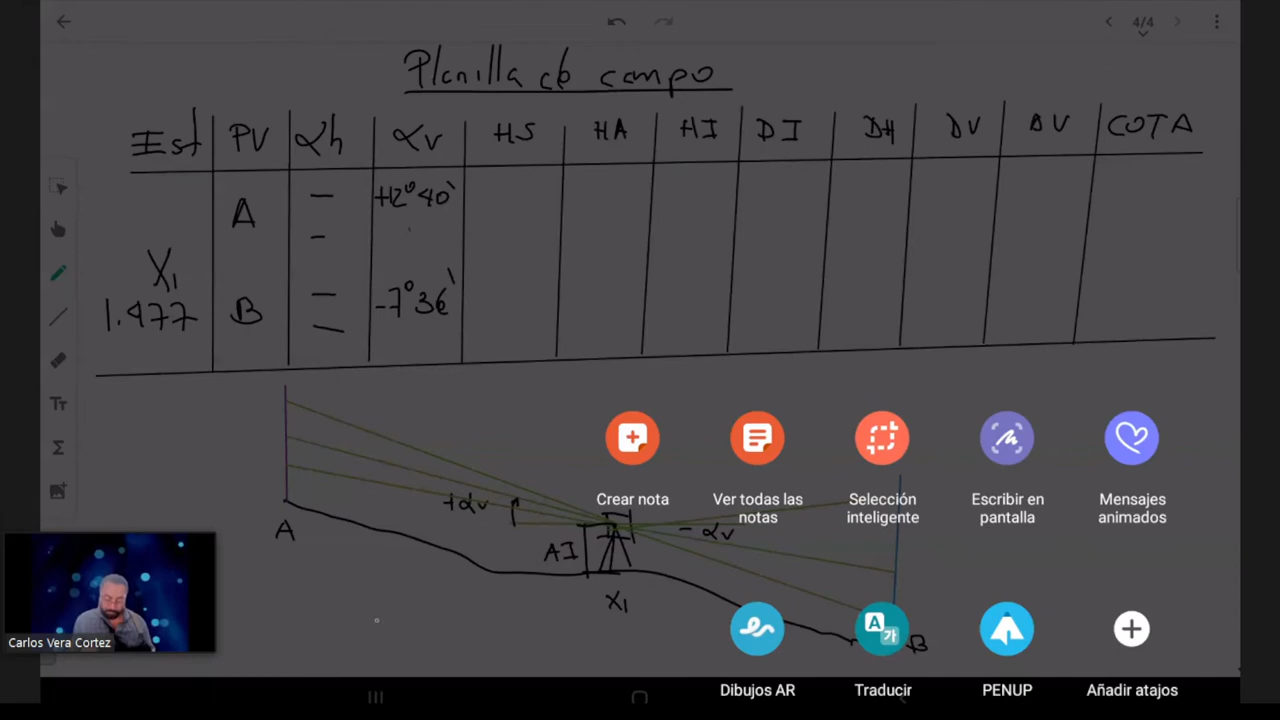 4/4
Planilla de campo
Est PV αh αv HS HA HI DI DH DV ΔV COTA
A — +12°40'
—
X1
1.477 B — -7°36'
—
Tt
Σ
+αv
AI
- αv
A
X1
B
Crear nota
Ver todas las notas
Selección inteligente
Escribir en pantalla
Mensajes animados
Carlos Vera Cortez
Dibujos AR
Traducir
PENUP
Añadir atajos